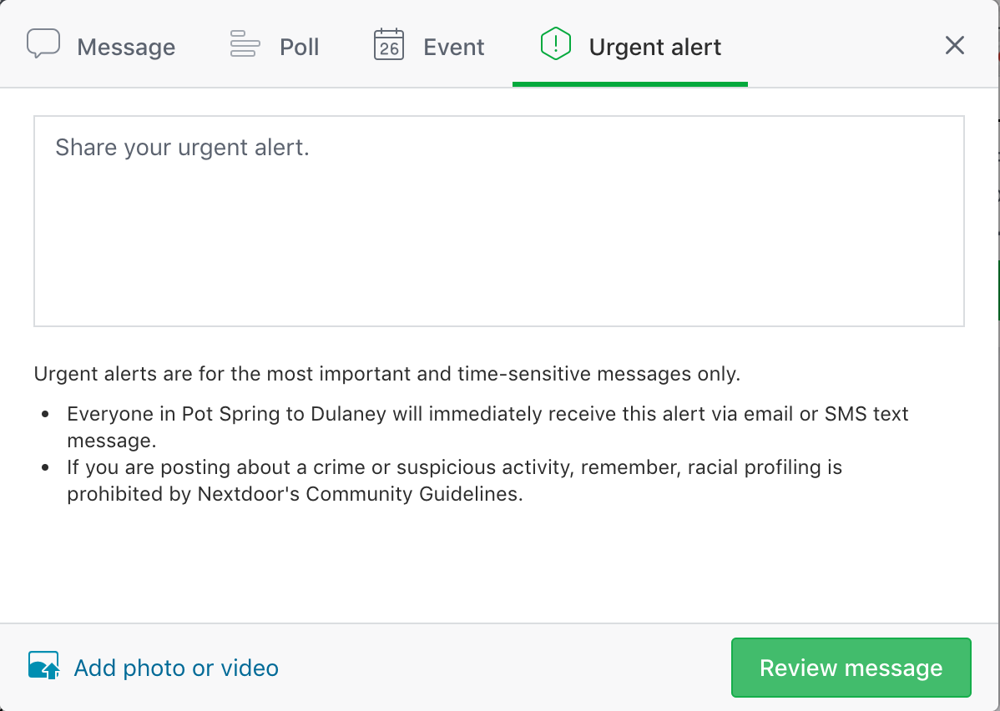 Message Poll 26 Event Urgent alert
Share your urgent alert.
Urgent alerts are for the most important and time-sensitive messages only.
• Everyone in Pot Spring to Dulaney will immediately receive this alert via email or SMS text
message.
• If you are posting about a crime or suspicious activity, remember, racial profiling is
prohibited by Nextdoor's Community Guidelines.
Add photo or video Review message